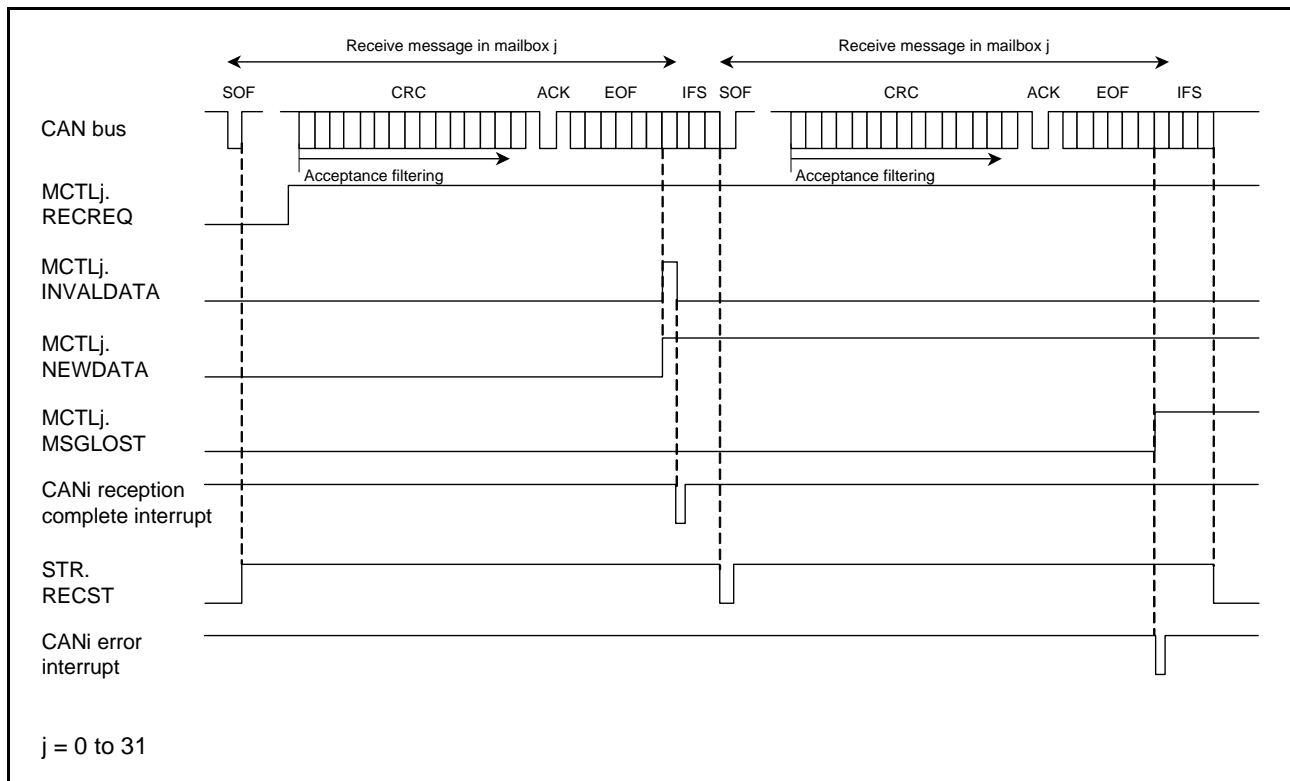 Receive message in mailbox j
Receive message in mailbox j
SOF
CRC
ACK
EOF
IFS
SOF
CRC
ACK
EOF
IFS
CAN bus
Acceptance filtering
Acceptance filtering
MCTLj.
RECREQ
MCTLj.
INVALDATA
MCTLj.
NEWDATA
MCTLj.
MSGLOST
CANi reception
complete interrupt
STR.
RECST
CANi error
interrupt
j = 0 to 31